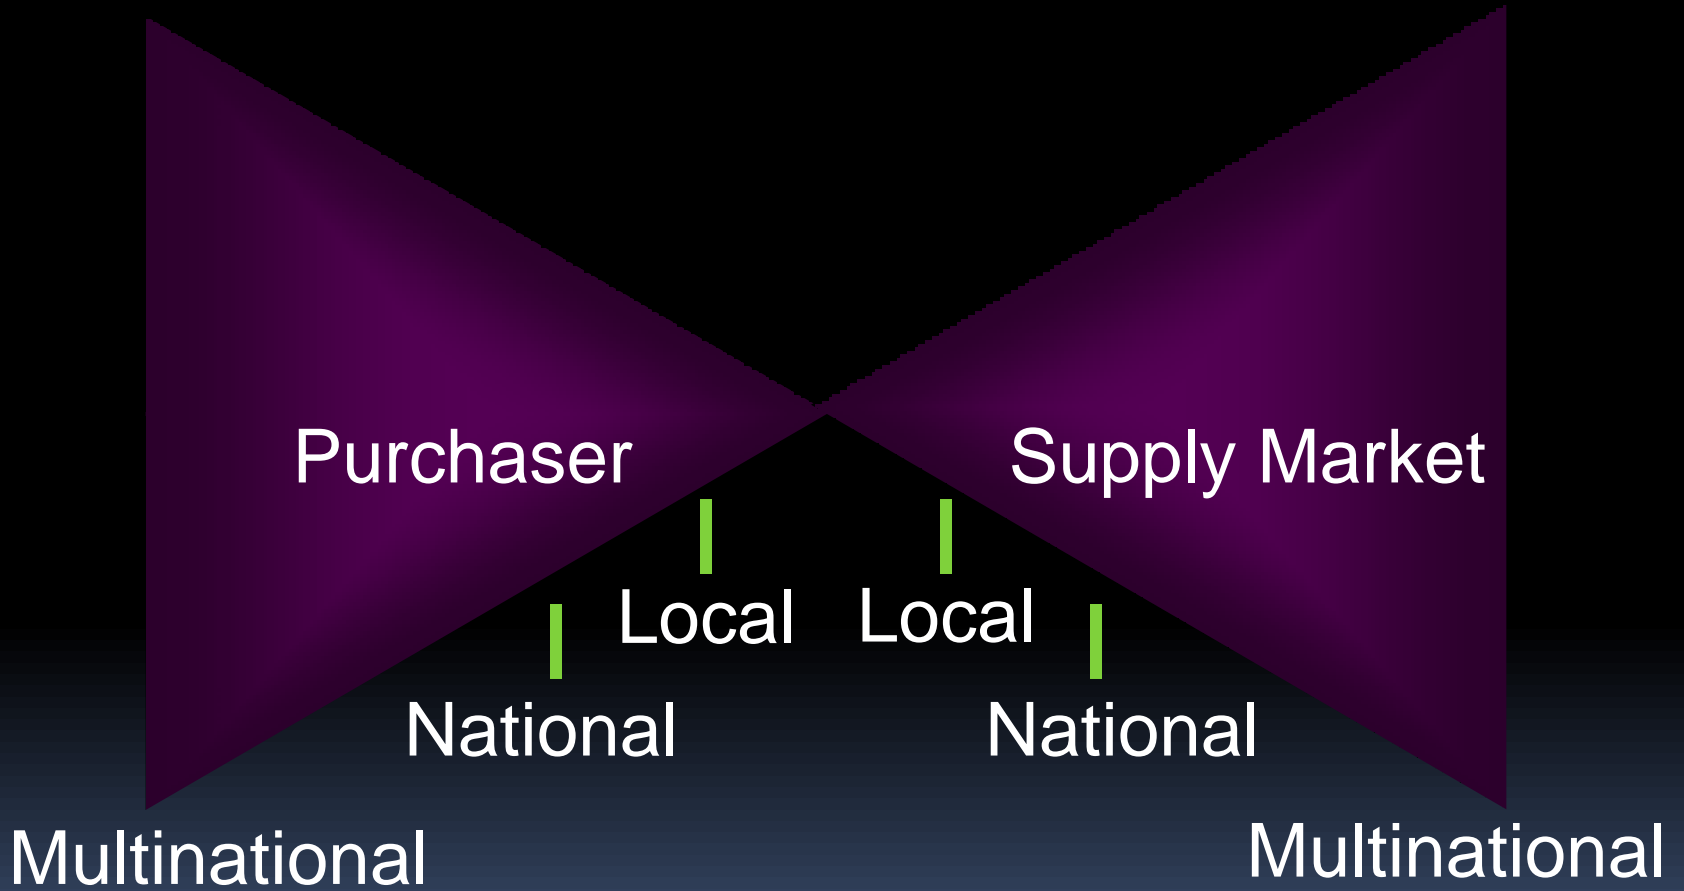 Purchaser
Supply Market
Local
Local
National
National
Multinational
Multinational